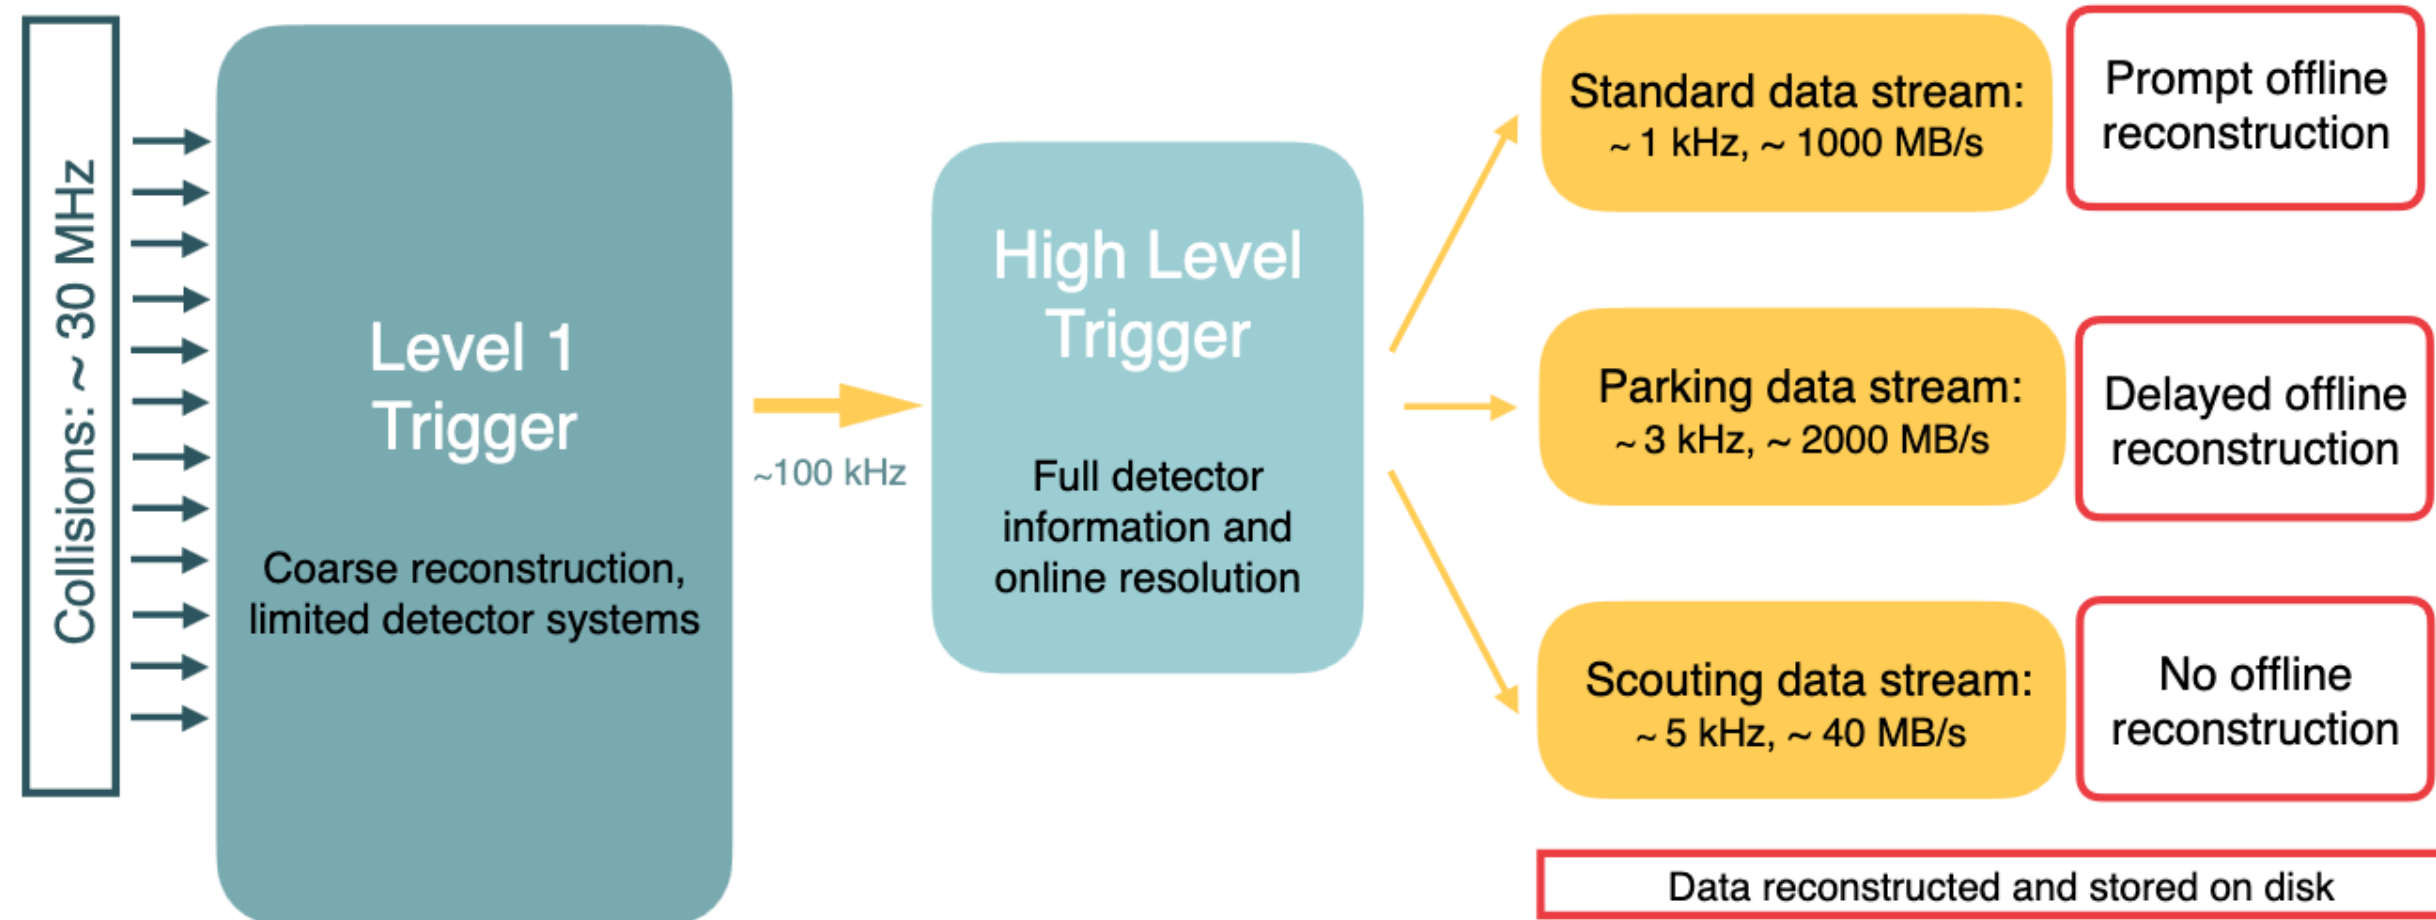 Collisions: ~ 30 MHz
Level 1
Trigger
Coarse reconstruction,
limited detector systems
~100 kHz
High Level
Trigger
Full detector
information and
online resolution
Standard data stream:
~ 1 kHz, ~ 1000 MB/s
Prompt offline
reconstruction
Parking data stream:
~ 3 kHz, ~ 2000 MB/s
Delayed offline
reconstruction
Scouting data stream:
~ 5 kHz, ~ 40 MB/s
No offline
reconstruction
Data reconstructed and stored on disk